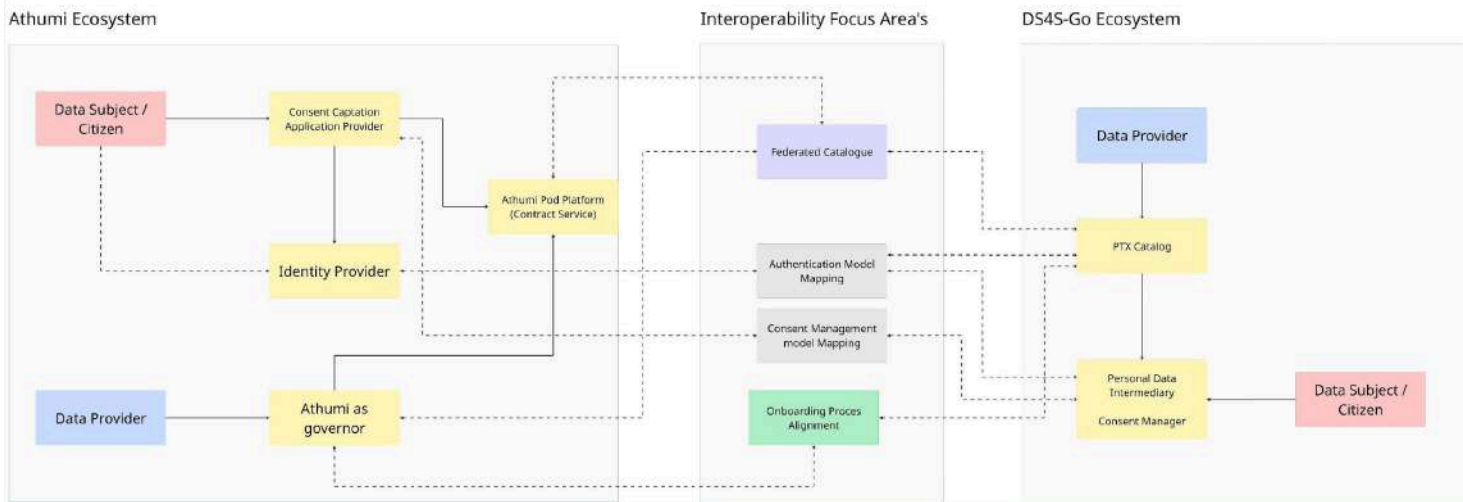 Athumi Ecosystem
Interoperability Focus Area's
DS4S-Go Ecosystem
Data Subject /
Citizen
Consent Captation
Application Provider
Athumi Pod Platform
(Contract Service)
Identity Provider
Data Provider
Athumi as
governor
Federated Catalogue
Authentication Model
Mapping
Consent Management
model Mapping
Onboarding Proces
Alignment
Data Provider
PTX Catalog
Personal Data
Intermediary
Consent Manager
Data Subject /
Citizen